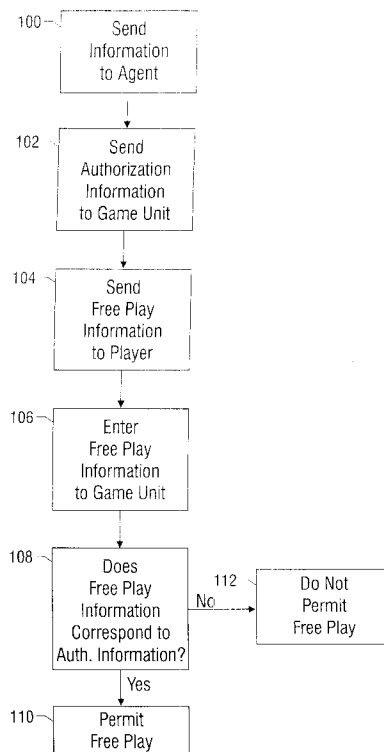 100
Send
Information
to Agent
102
Send
Authorization
Information
to Game Unit
104
Send
Free Play
Information
to Player
106
Enter
Free Play
Information
to Game Unit
108
Does
Free Play
Information
Correspond to
Auth. Information?
No
112
Do Not
Permit
Free Play
Yes
110
Permit
Free Play